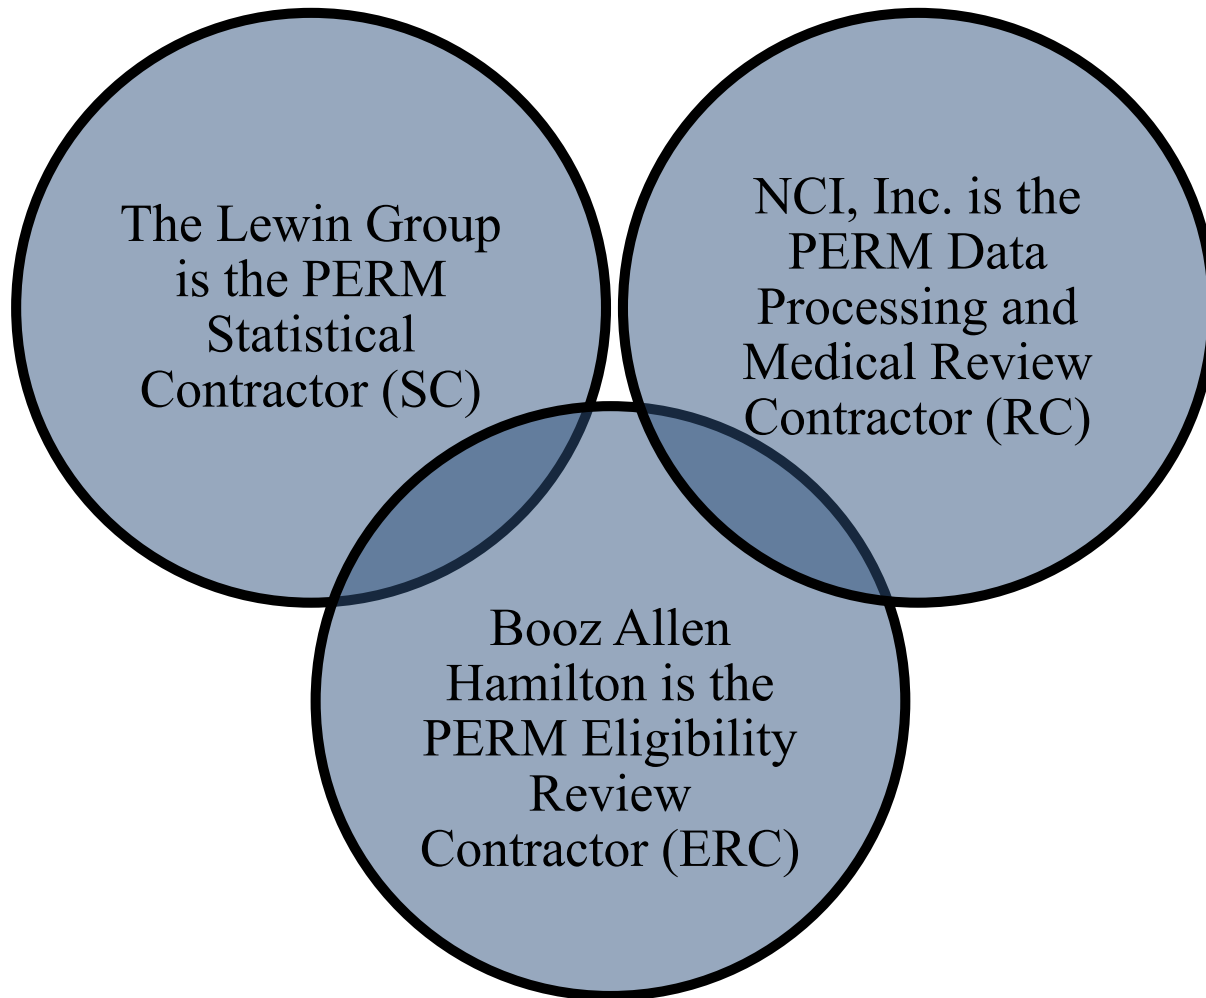 The Lewin Group
is the PERM
Statistical
Contractor (SC)
NCI, Inc. is the
PERM Data
Processing and
Medical Review
Contractor (RC)
Booz Allen
Hamilton is the
PERM Eligibility
Review
Contractor (ERC)